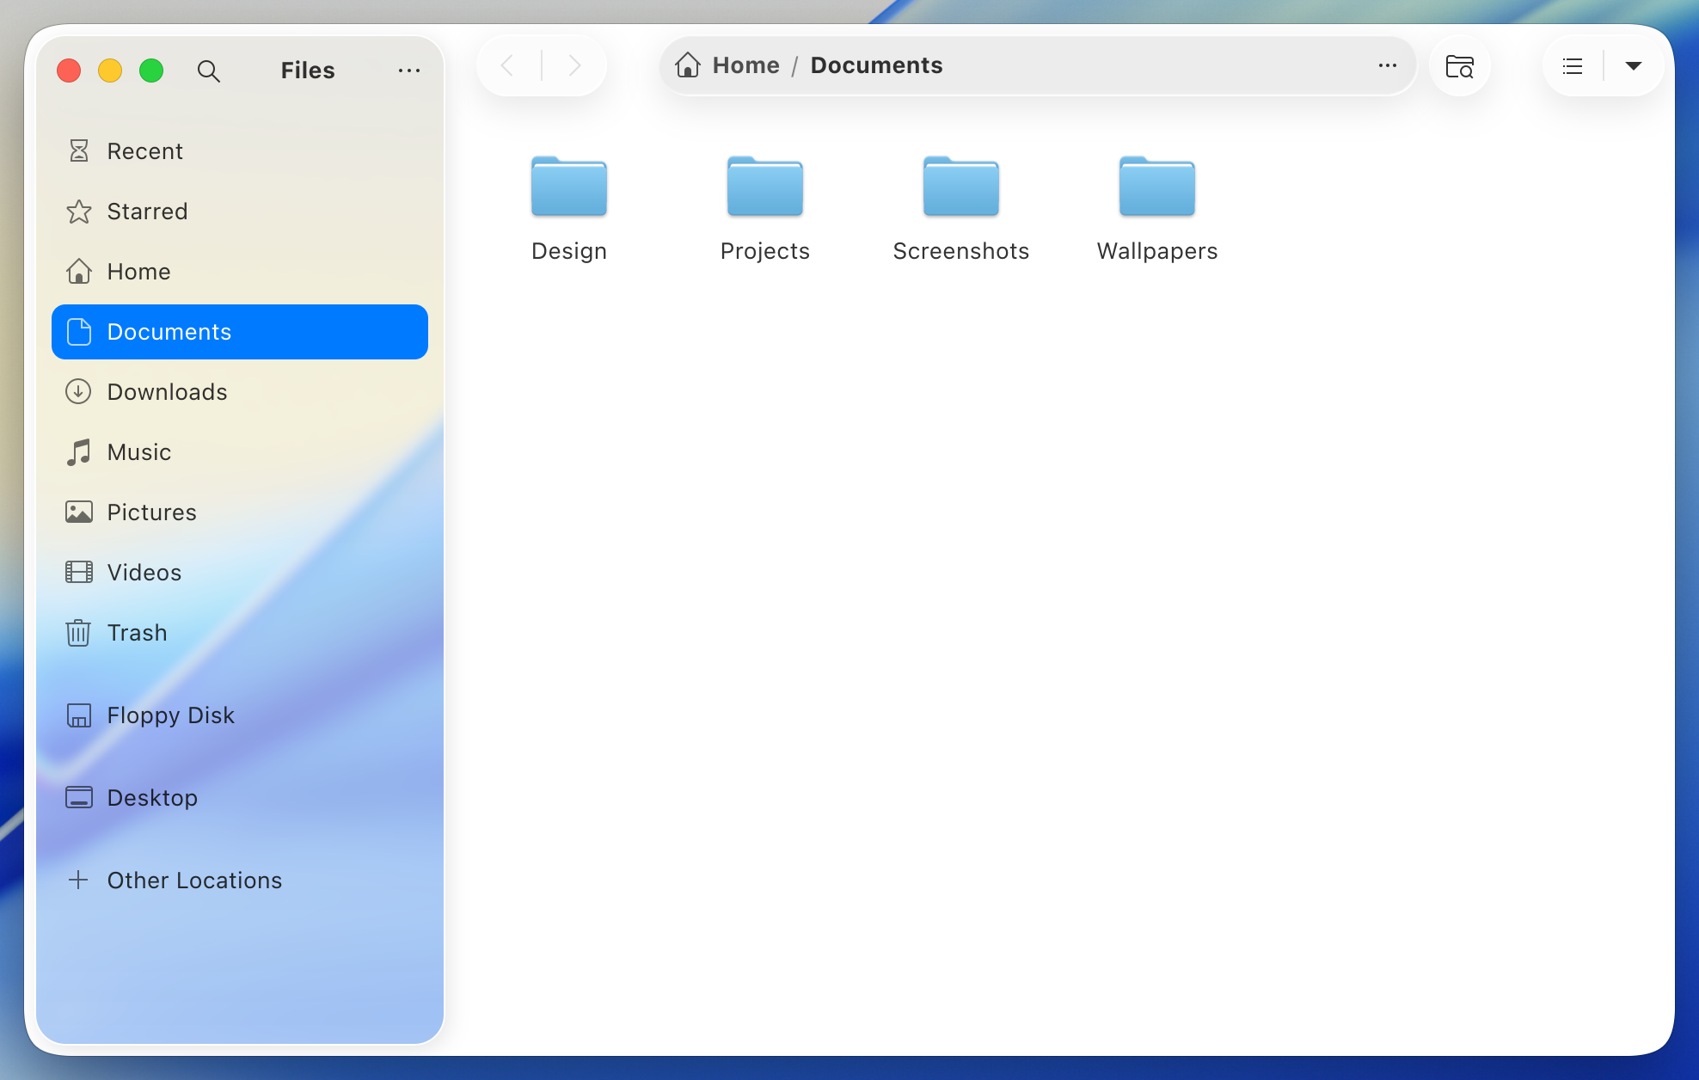 Files
Home / Documents
Recent
Starred
Home
Documents
Downloads
Music
Pictures
Videos
Trash
Floppy Disk
Desktop
Other Locations
Design
Projects
Screenshots
Wallpapers